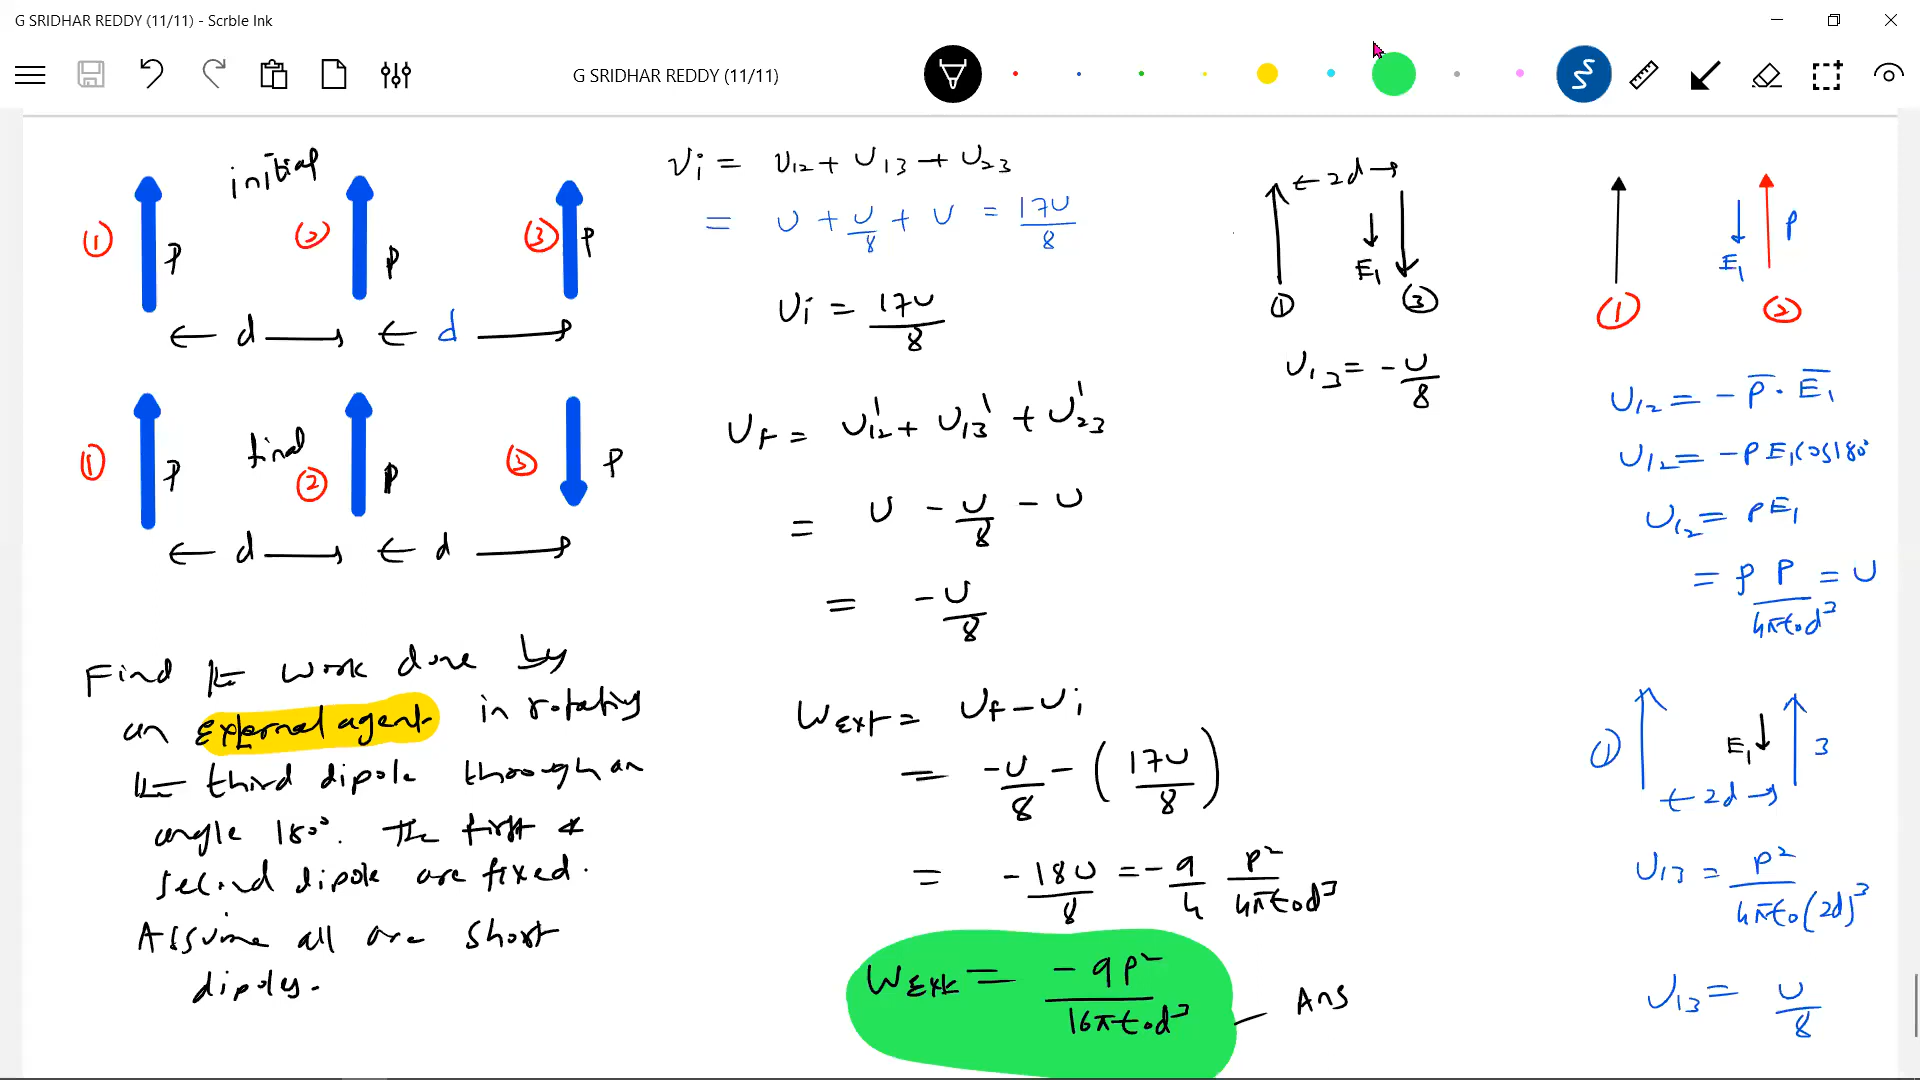 G SRIDHAR REDDY (11/11) - Scrble Ink
G SRIDHAR REDDY (11/11)
initial
① P ② P ③ P
← d → ← d →
final
① P ② P ③ P
← d → ← d →
Find the work done by
an external agent in rotating
the third dipole through an
angle 180°. The first &
second dipole are fixed.
Assume all are short
dipoles.
Ui = U12 + U13 + U23
= U + U/8 + U = 17U/8
Ui = 17U/8
UF = U'12 + U'13 + U'23
= U - U/8 - U
= -U/8
WExt = Uf - Ui
= -U/8 - (17U/8)
= -18U/8 = -9/4 P²/4πε0d³
WExt = -9P²/16πε0d³
Ans
← 2d →
E1
① ③
U13 = -U/8
E1 P
① ②
U12 = -P̅ · E̅1
U12 = -PE1cos180°
U12 = PE1
= P P/4πε0d³ = U
① E1 3
← 2d →
U13 = P²/4πε0(2d)³
U13 = U/8